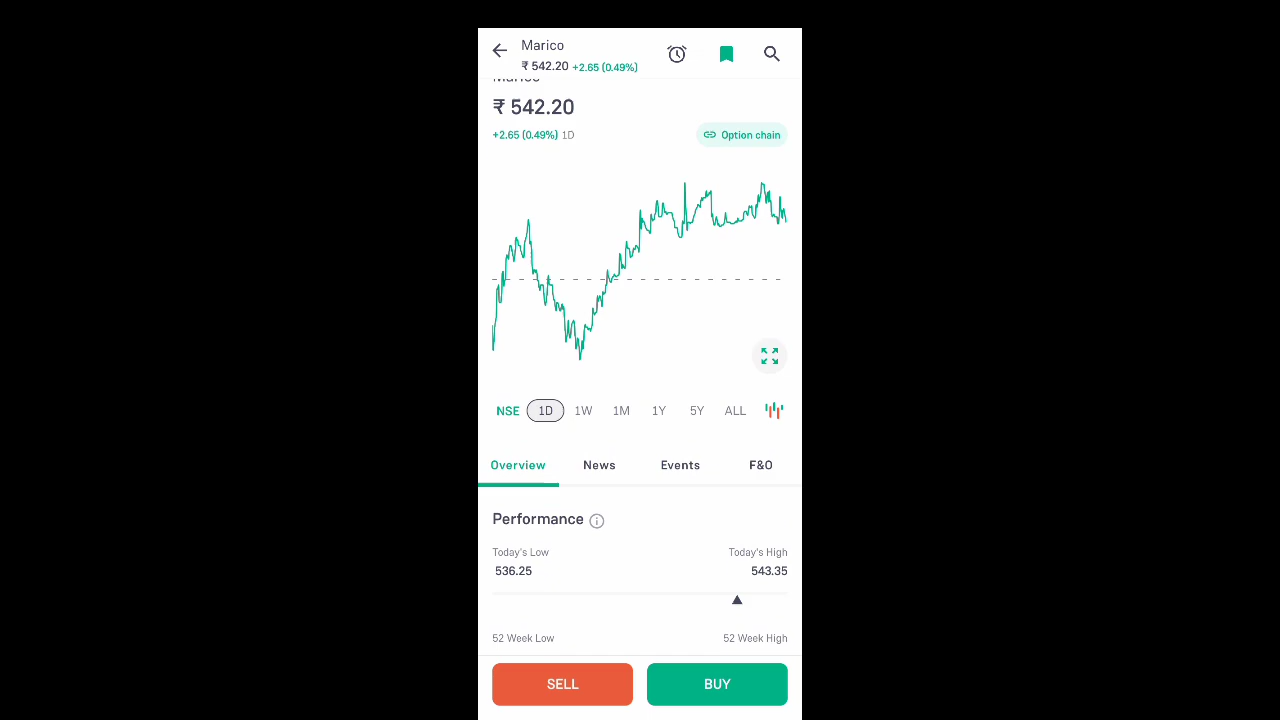 Marico
₹ 542.20 +2.65 (0.49%)
Marico
₹ 542.20
+2.65 (0.49%) 1D
Option chain
NSE 1D 1W 1M 1Y 5Y ALL
Overview News Events F&O
Performance
Today's Low Today's High
536.25 543.35
52 Week Low 52 Week High
SELL BUY